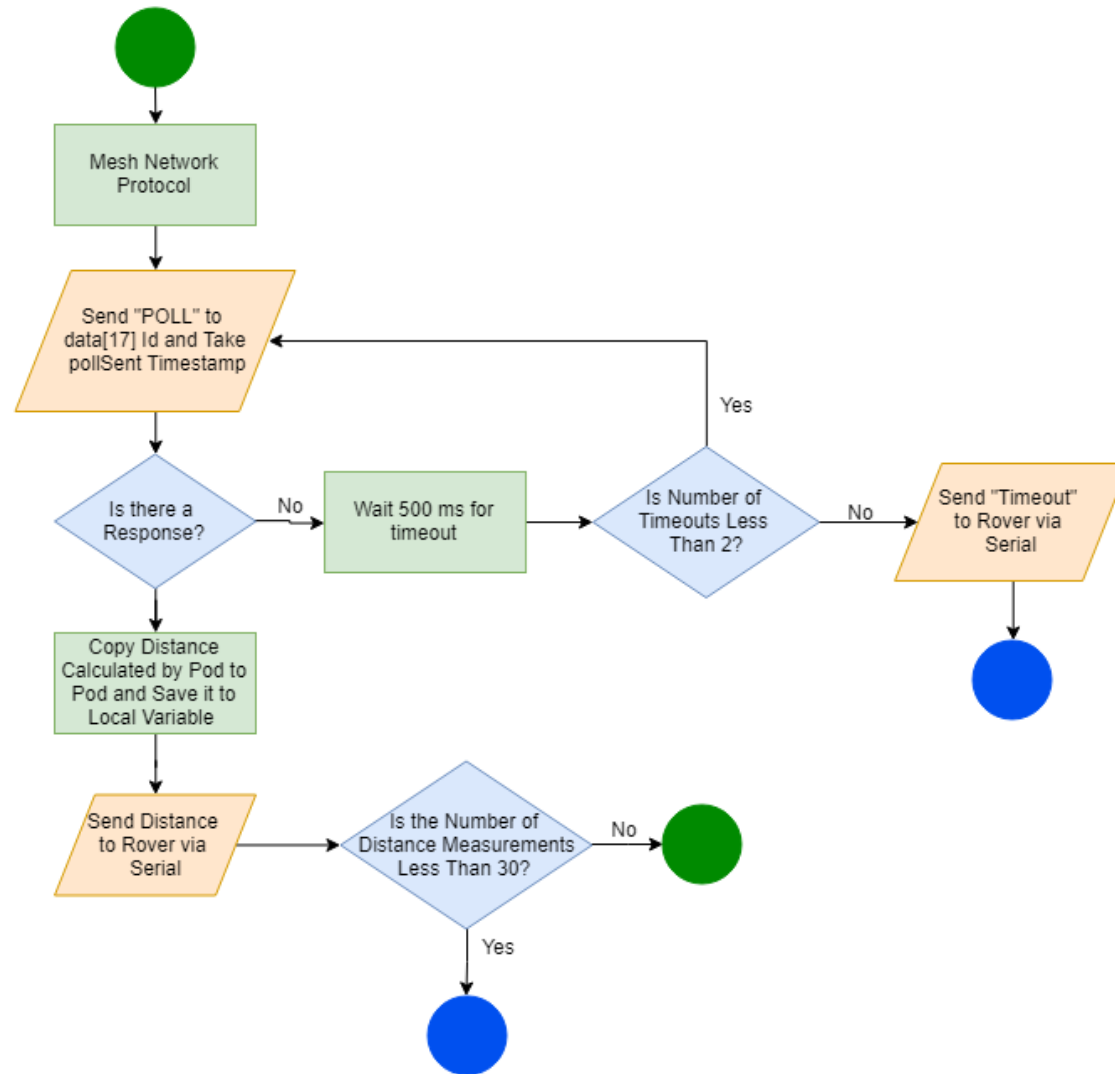 Mesh Network
Protocol
Send "POLL" to
data[17] Id and Take
pollSent Timestamp
Yes
Is there a
Response?
No
Wait 500 ms for
timeout
Is Number of
Timeouts Less
Than 2?
No
Send "Timeout"
to Rover via
Serial
Copy Distance
Calculated by Pod to
Pod and Save it to
Local Variable
Send Distance
to Rover via
Serial
Is the Number of
Distance Measurements
Less Than 30?
No
Yes